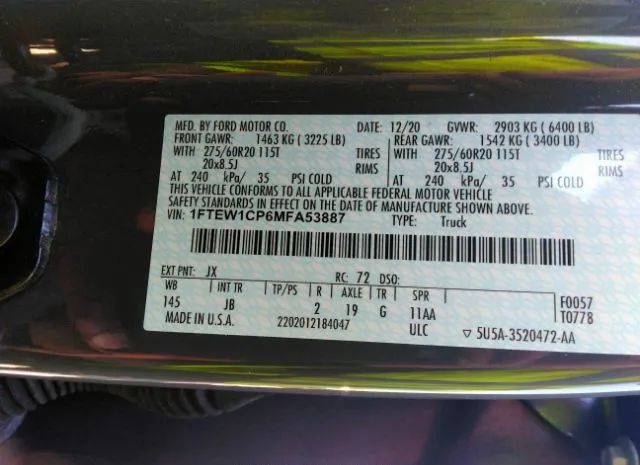 MFD. BY FORD MOTOR CO. DATE: 12/20 GVWR: 2903 KG ( 6400 LB)
FRONT GAWR: 1463 KG ( 3225 LB) REAR GAWR: 1542 KG ( 3400 LB)
WITH 275/60R20 115T TIRES WITH 275/60R20 115T TIRES
20x8.5J RIMS 20x8.5J RIMS
AT 240 kPa/ 35 PSI COLD AT 240 kPa/ 35 PSI COLD
THIS VEHICLE CONFORMS TO ALL APPLICABLE FEDERAL MOTOR VEHICLE
SAFETY STANDARDS IN EFFECT ON THE DATE OF MANUFACTURE SHOWN ABOVE.
VIN: 1FTEW1CP6MFA53887 TYPE: Truck
EXT PNT: JX RC: 72 DSO:
WB INT TR TP/PS R AXLE TR SPR F0057
145 JB 2 19 G 11AA T077B
MADE IN U.S.A. 2202012184047 ULC ▽ 5U5A-3520472-AA